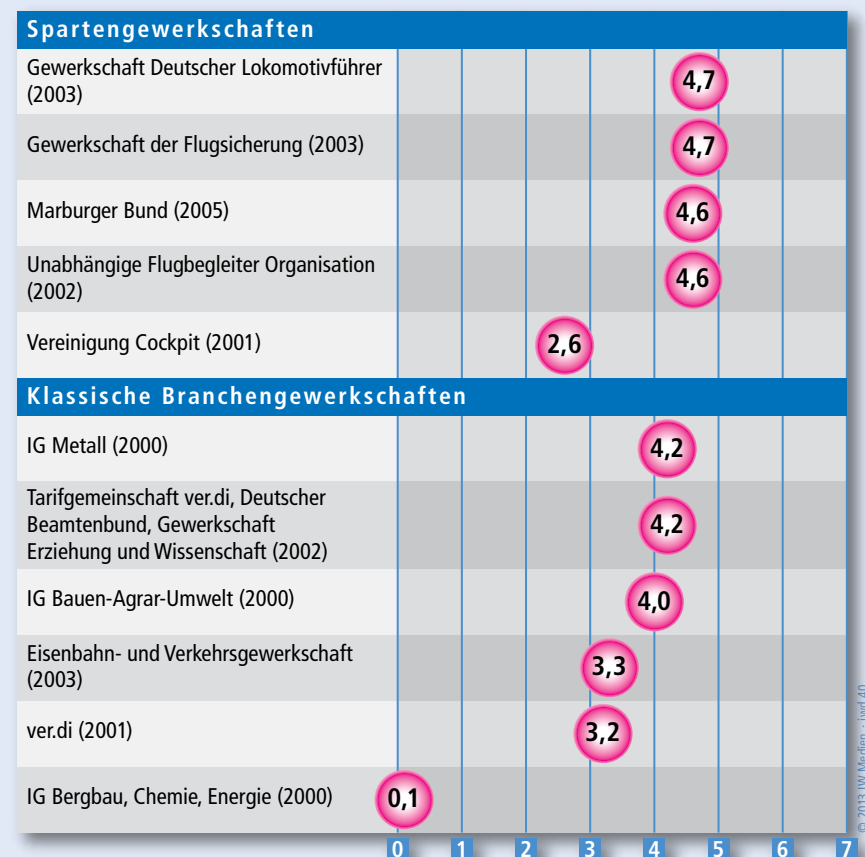 Spartengewerkschaften
Gewerkschaft Deutscher Lokomotivführer
(2003)
4,7
Gewerkschaft der Flugsicherung (2003)
4,7
Marburger Bund (2005)
4,6
Unabhängige Flugbegleiter Organisation
(2002)
4,6
Vereinigung Cockpit (2001)
2,6
Klassische Branchengewerkschaften
IG Metall (2000)
4,2
Tarifgemeinschaft ver.di, Deutscher
Beamtenbund, Gewerkschaft
Erziehung und Wissenschaft (2002)
4,2
IG Bauen-Agrar-Umwelt (2000)
4,0
Eisenbahn- und Verkehrsgewerkschaft
(2003)
3,3
ver.di (2001)
3,2
IG Bergbau, Chemie, Energie (2000)
0,1
0 1 2 3 4 5 6 7
© 2013 IW Medien · iwd 40